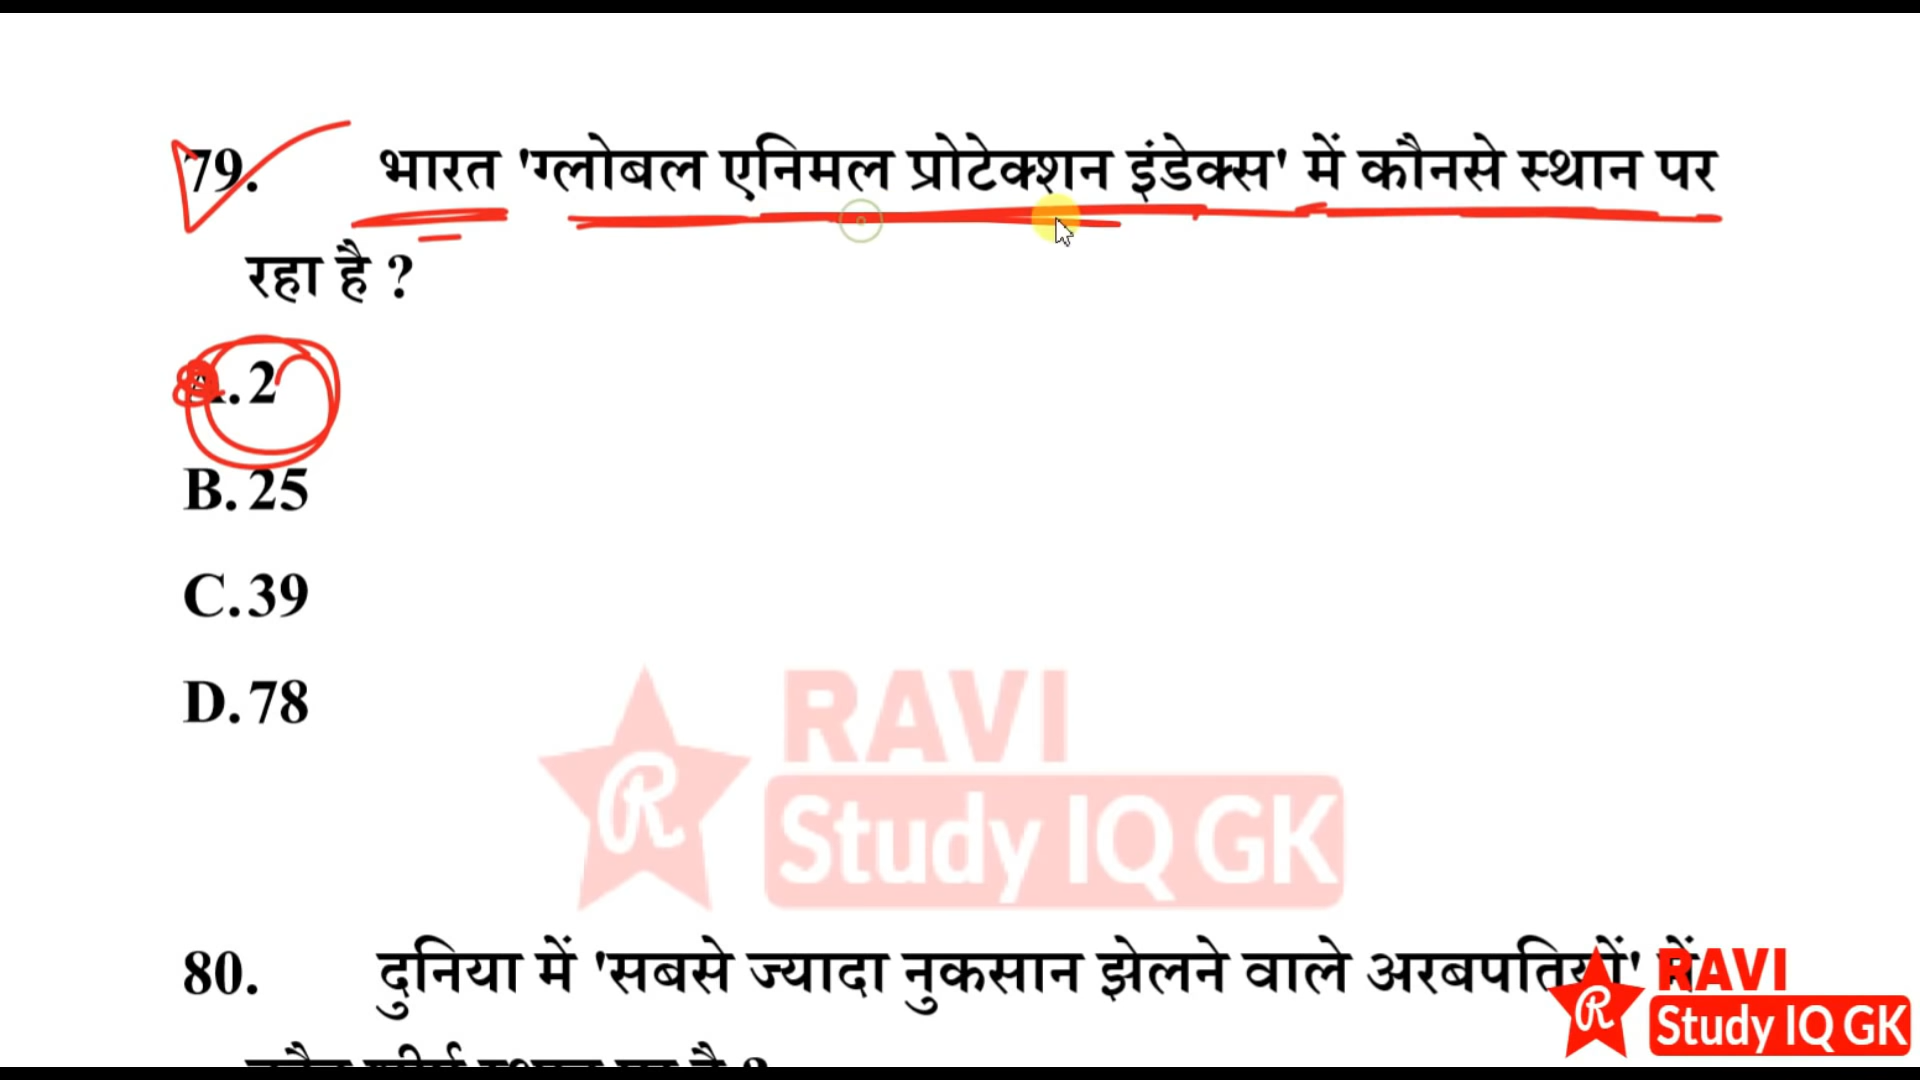 79. भारत 'ग्लोबल एनिमल प्रोटेक्शन इंडेक्स' में कौनसे स्थान पर
रहा है ?
A. 2
B. 25
C. 39
D. 78
RAVI
R
Study IQ GK
80. दुनिया में 'सबसे ज्यादा नुकसान झेलने वाले अरबपतियों' में
RAVI
R
Study IQ GK